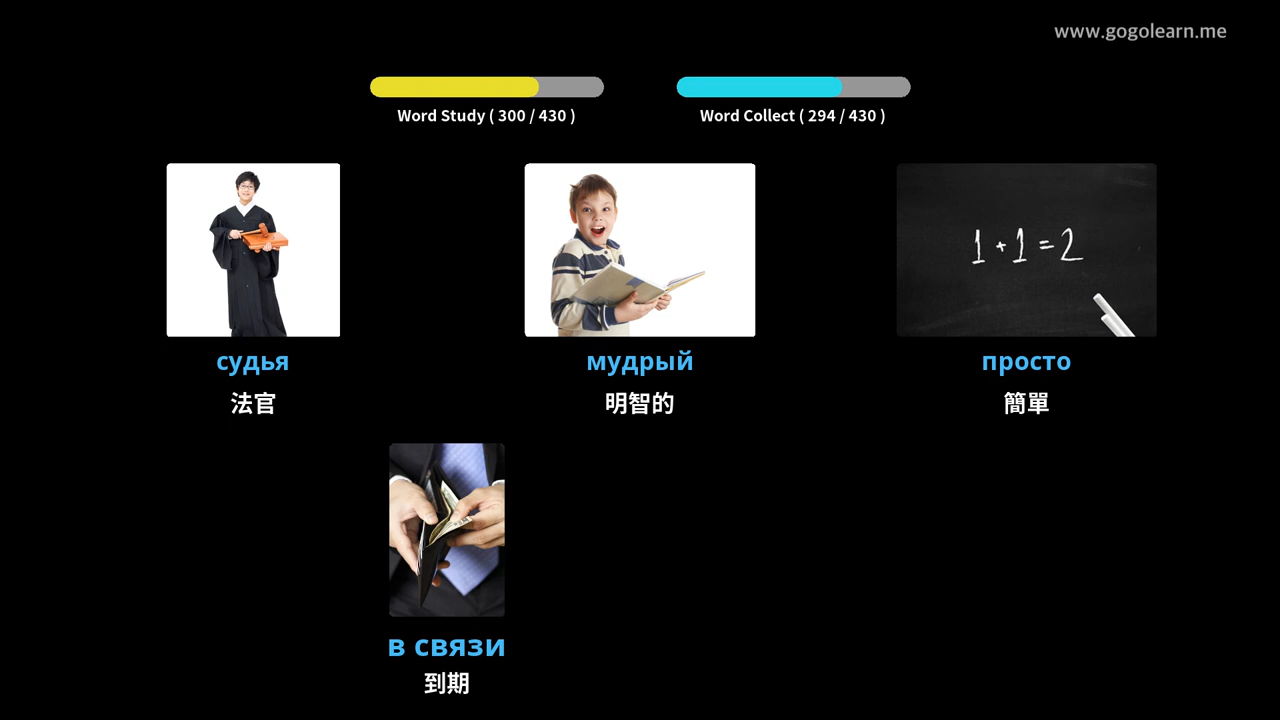 www.gogolearn.me
Word Study ( 300 / 430 )
Word Collect ( 294 / 430 )
1 + 1 = 2
судья
法官
мудрый
明智的
просто
簡單
в связи
到期